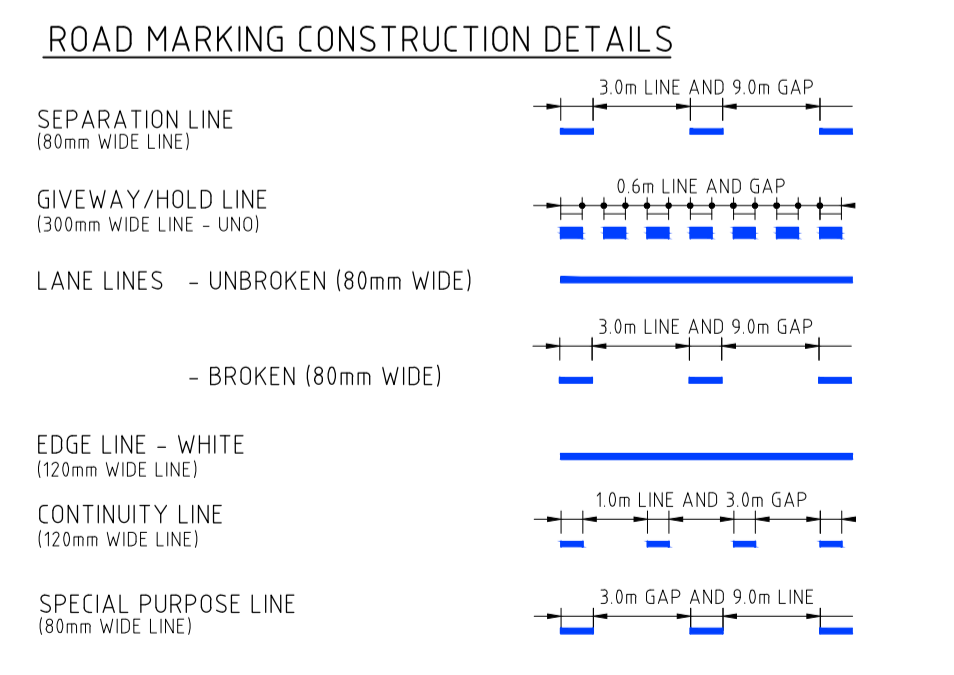 ROAD MARKING CONSTRUCTION DETAILS
3.0m LINE AND 9.0m GAP
SEPARATION LINE
(80mm WIDE LINE)
0.6m LINE AND GAP
GIVEWAY/HOLD LINE
(300mm WIDE LINE - UNO)
LANE LINES - UNBROKEN (80mm WIDE)
3.0m LINE AND 9.0m GAP
- BROKEN (80mm WIDE)
EDGE LINE - WHITE
(120mm WIDE LINE)
1.0m LINE AND 3.0m GAP
CONTINUITY LINE
(120mm WIDE LINE)
3.0m GAP AND 9.0m LINE
SPECIAL PURPOSE LINE
(80mm WIDE LINE)